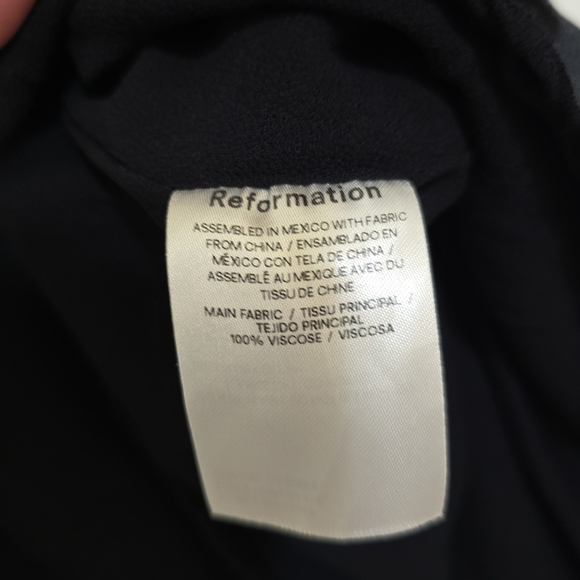 Reformation
ASSEMBLED IN MEXICO WITH FABRIC
FROM CHINA / ENSAMBLADO EN
MÉXICO CON TELA DE CHINA /
ASSEMBLÉ AU MEXIQUE AVEC DU
TISSU DE CHINE
MAIN FABRIC / TISSU PRINCIPAL /
TEJIDO PRINCIPAL
100% VISCOSE / VISCOSA